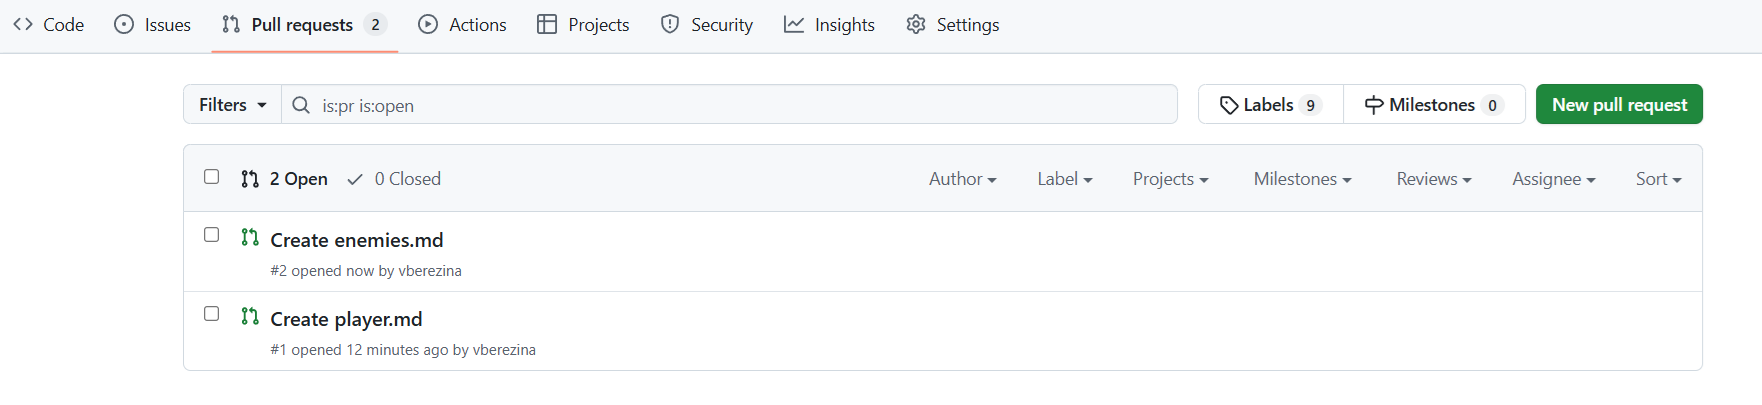 Code Issues Pull requests 2 Actions Projects Security Insights Settings
Filters is:pr is:open Labels 9 Milestones 0 New pull request
2 Open 0 Closed Author Label Projects Milestones Reviews Assignee Sort
Create enemies.md
#2 opened now by vberezina
Create player.md
#1 opened 12 minutes ago by vberezina